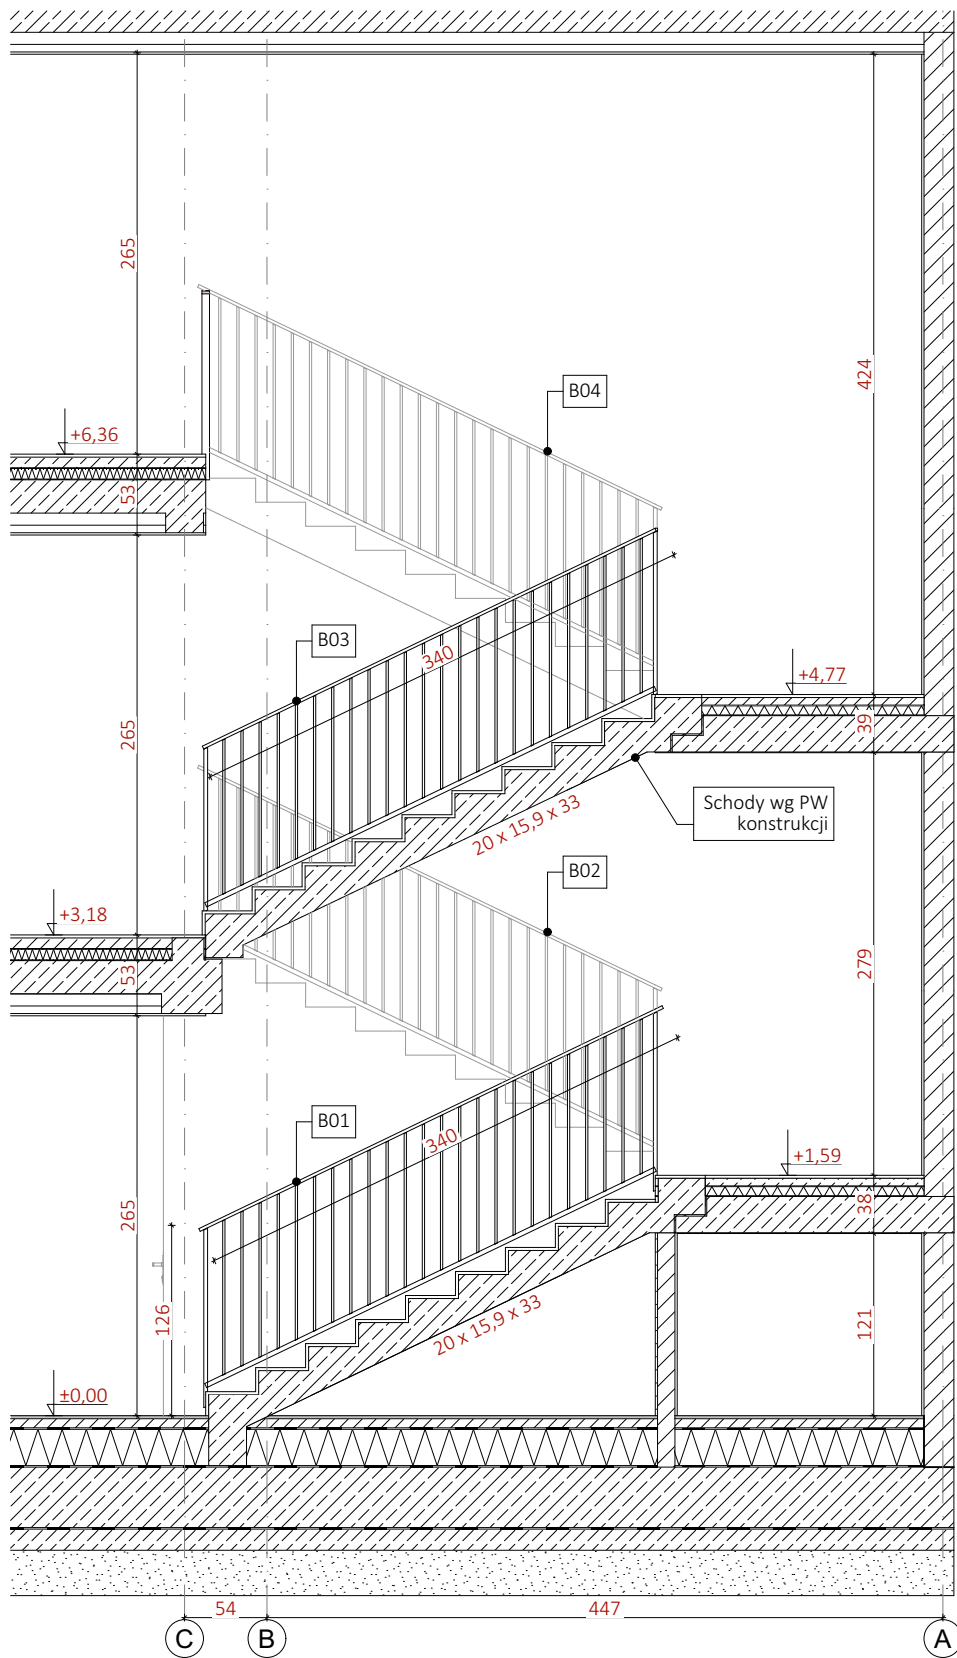 265
424
B04
+6,36
53
B03
340
+4,77
265
39
Schody wg PW
konstrukcji
20 x 15,9 x 33
B02
+3,18
53
279
B01
340
+1,59
265
38
126
20 x 15,9 x 33
121
±0,00
54
447
C
B
A